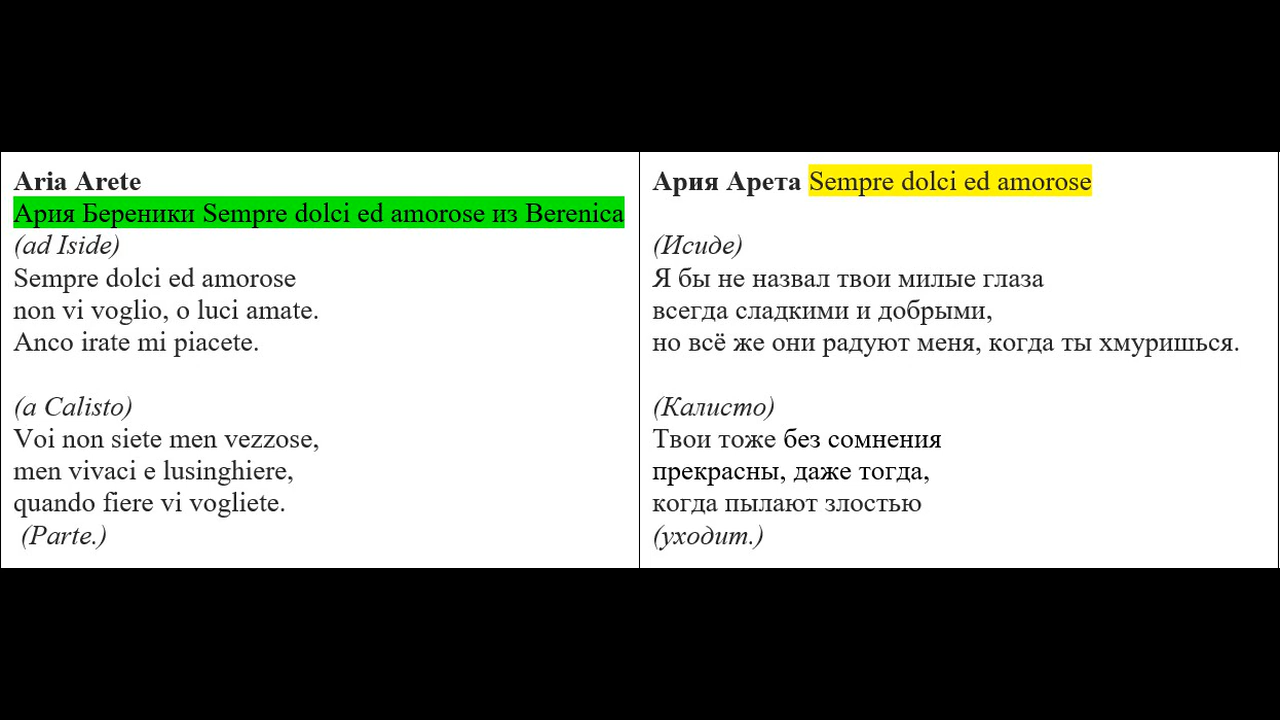 Aria Arete
Ария Береники Sempre dolci ed amorose из Berenica
(ad Iside)
Sempre dolci ed amorose
non vi voglio, o luci amate.
Anco irate mi piacete.
(a Calisto)
Voi non siete men vezzose,
men vivaci e lusinghiere,
quando fiere vi vogliete.
(Parte.)
Ария Арета Sempre dolci ed amorose
(Исиде)
Я бы не назвал твои милые глаза
всегда сладкими и добрыми,
но всё же они радуют меня, когда ты хмуришься.
(Калисто)
Твои тоже без сомнения
прекрасны, даже тогда,
когда пылают злостью
(уходит.)